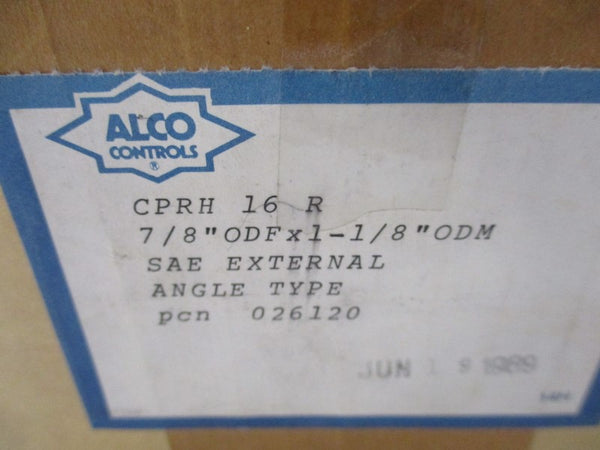 ALCO
CONTROLS
®
CPRH 16 R
7/8"ODFx1-1/8"ODM
SAE EXTERNAL
ANGLE TYPE
pcn 026120
JUN 1 1989